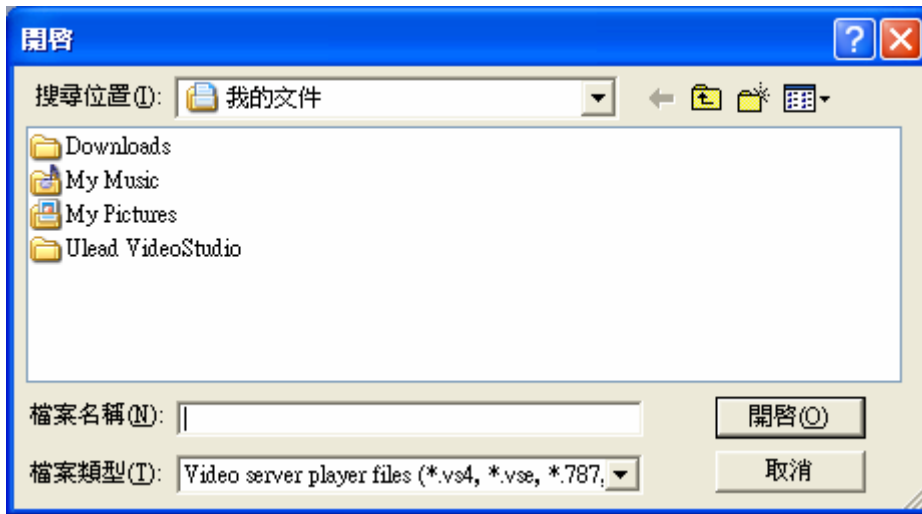 開啓
搜尋位置(I): 我的文件
Downloads
My Music
My Pictures
Ulead VideoStudio
檔案名稱(N): 開啓(O)
檔案類型(T): Video server player files (*.vs4, *.vse, *.787, 取消